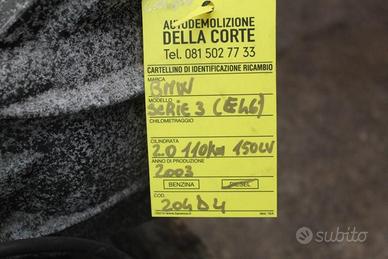 AUTODEMOLIZIONE
DELLA CORTE
Tel. 081 502 77 33
CARTELLINO DI IDENTIFICAZIONE RICAMBIO
MARCA
BMW
MODELLO
SERIE 3 (E46)
CHILOMETRAGGIO
CILINDRATA
2.0 110KW 150CV
ANNO DI PRODUZIONE
2003
BENZINA DIESEL
COD.
204D4
subito